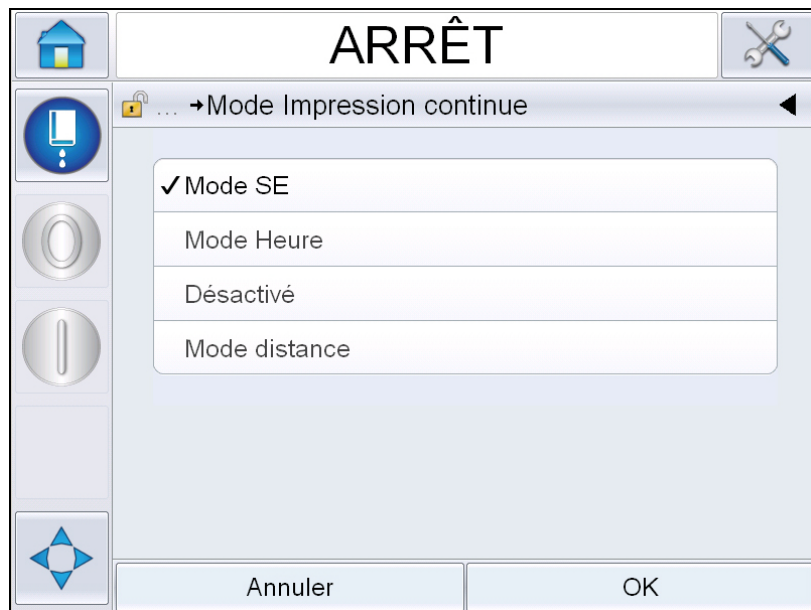 ARRÊT
... →Mode Impression continue
✓Mode SE
Mode Heure
Désactivé
Mode distance
Annuler
OK